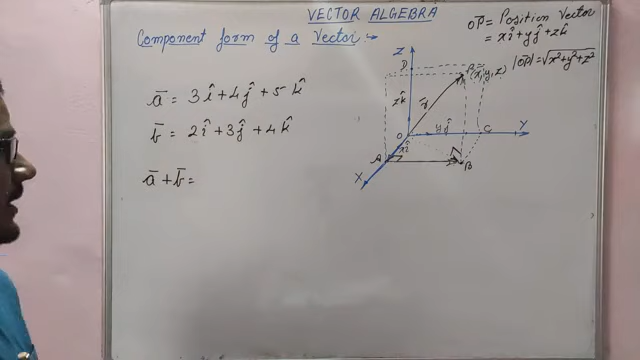 VECTOR ALGEBRA
Component form of a Vector :-
OP̄ = Position Vector
= xî+yĵ+zk̂
|OP̄| = √x²+y²+z²
ā = 3î+4ĵ+5k̂
b̄ = 2î+3ĵ+4k̂
ā+b̄ =
Z
D
P(x,y,z)
zk̂
r̄
O
yĵ
C
Y
xî
A
B
X